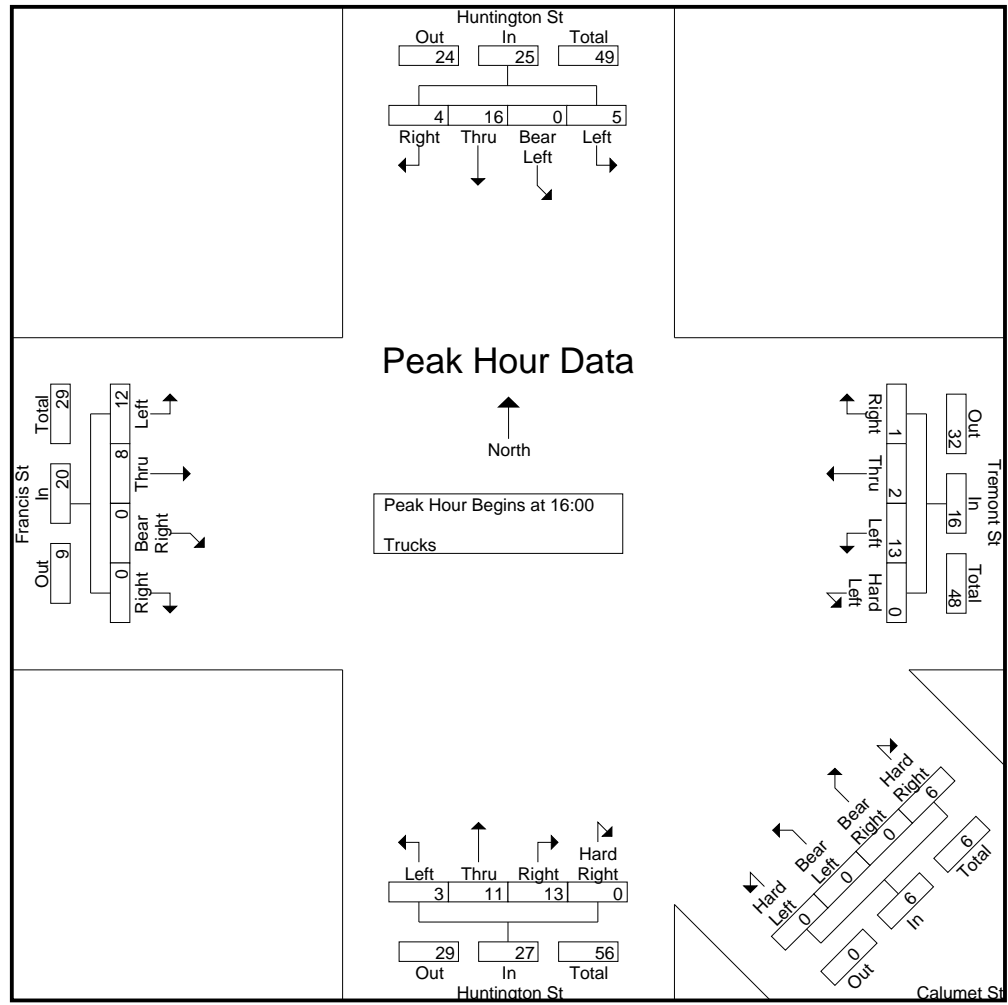 Huntington St
Out In Total
24 25 49
4 16 0 5
Right Thru Bear Left Left
Peak Hour Data
North
Peak Hour Begins at 16:00
Trucks
Francis St
Total In Out
29 20 9
12 8 0 0
Left Thru Bear Right Right
Tremont St
Out In Total
32 16 48
1 2 13 0
Right Thru Left Hard Left
Left Thru Right Hard Right
3 11 13 0
29 27 56
Out In Total
Huntington St
Hard Left Bear Left Bear Right Hard Right
0 0 0 6
0 6 6
Out In Total
Calumet St